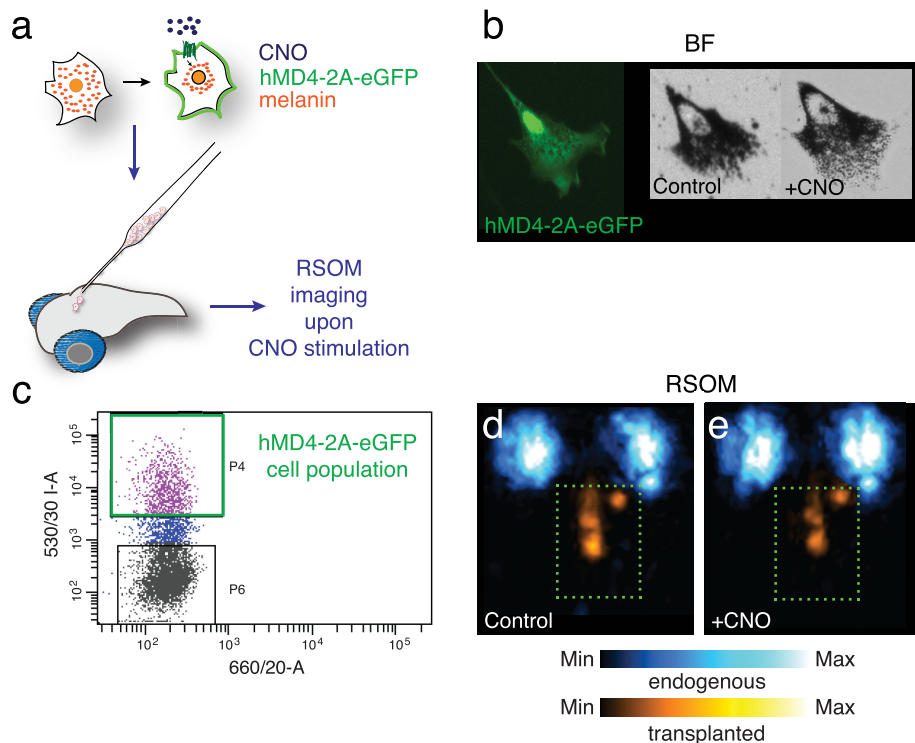 a
CNO
hMD4-2A-eGFP
melanin
RSOM
imaging
upon
CNO stimulation
b
BF
hMD4-2A-eGFP
Control
+CNO
c
530/30 I-A
10^5
10^4
10^3
10^2
hMD4-2A-eGFP
cell population
P4
P6
10^2 10^3 10^4 10^5
660/20-A
RSOM
d
Control
e
+CNO
Min Max
endogenous
Min Max
transplanted